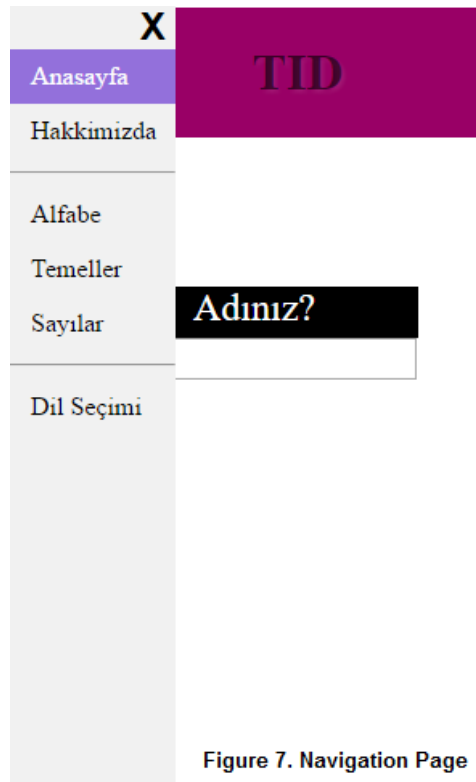 X
Anasayfa
Hakkimizda
Alfabe
Temeller
Sayılar
Dil Seçimi
TID
Adınız?
Figure 7. Navigation Page